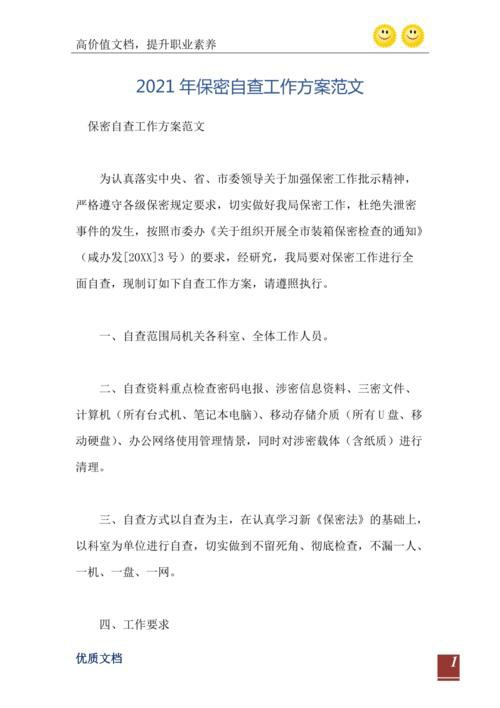 高价值文档，提升职业素养
2021年保密自查工作方案范文
保密自查工作方案范文
为认真落实中央、省、市委领导关于加强保密工作批示精神，
严格遵守各级保密规定要求，切实做好我局保密工作，杜绝失泄密
事件的发生，按照市委办《关于组织开展全市装箱保密检查的通知》
（咸办发[20XX]3号）的要求，经研究，我局要对保密工作进行全
面自查，现制订如下自查工作方案，请遵照执行。
一、自查范围局机关各科室、全体工作人员。
二、自查资料重点检查密码电报、涉密信息资料、三密文件、
计算机（所有台式机、笔记本电脑）、移动存储介质（所有U盘、移
动硬盘）、办公网络使用管理情景，同时对涉密载体（含纸质）进行
清理。
三、自查方式以自查为主，在认真学习新《保密法》的基础上，
以科室为单位进行自查，切实做到不留死角、彻底检查，不漏一人、
一机、一盘、一网。
四、工作要求
优质文档
1